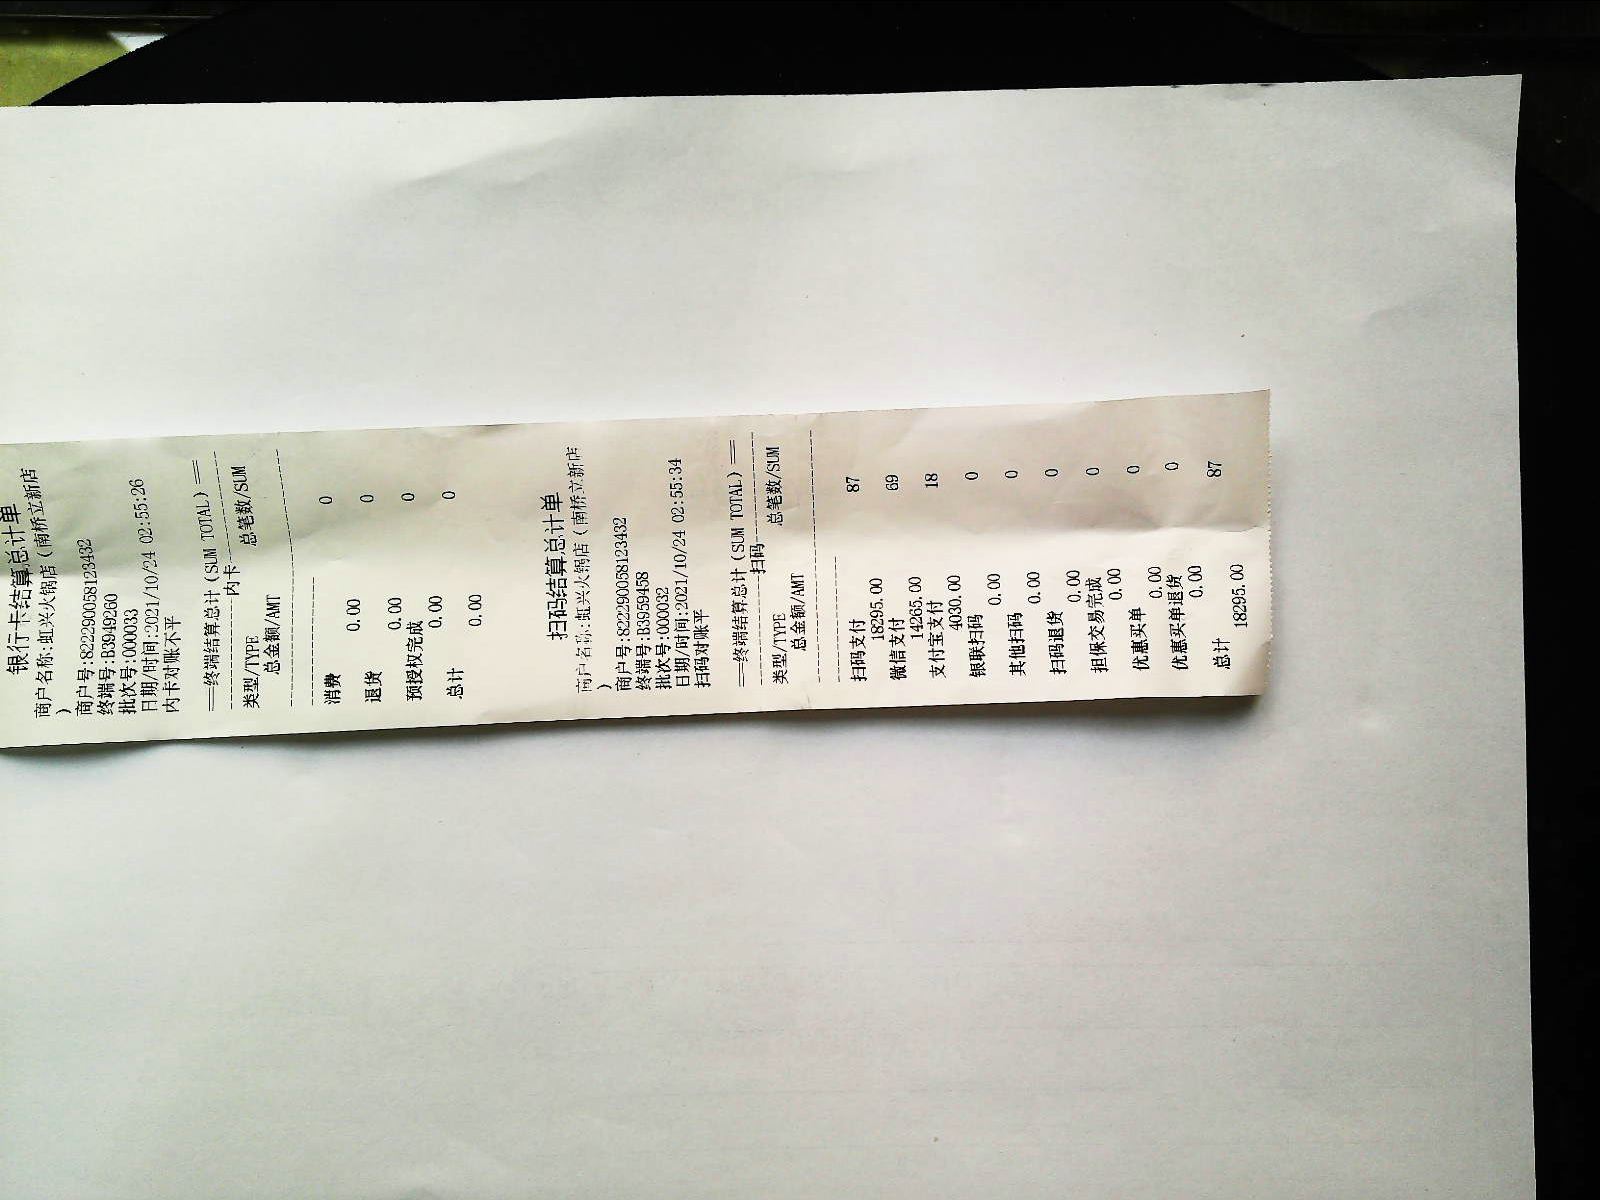 银行卡结算总计单
商户名称:虹兴火锅店(南桥立新店
)
商户号:822290058123432
终端号:B3949260
批次号:000033
日期/时间:2021/10/24 02:55:26
内卡对账不平
==终端结算总计(SUM TOTAL)==
内卡
类型/TYPE 总笔数/SUM
总金额/AMT
消费 0
0.00
退货 0
0.00
预授权完成 0
0.00
总计 0
0.00
扫码结算总计单
商户名称:虹兴火锅店(南桥立新店
)
商户号:822290058123432
终端号:B3959458
批次号:000032
日期/时间:2021/10/24 02:55:34
扫码对账平
==终端结算总计(SUM TOTAL)==
扫码
类型/TYPE 总笔数/SUM
总金额/AMT
扫码支付 87
18295.00
微信支付 69
14265.00
支付宝支付 18
4030.00
银联扫码 0
0.00
其他扫码 0
0.00
扫码退货 0
0.00
担保交易完成 0
0.00
优惠买单 0
0.00
优惠买单退货 0
0.00
总计 87
18295.00